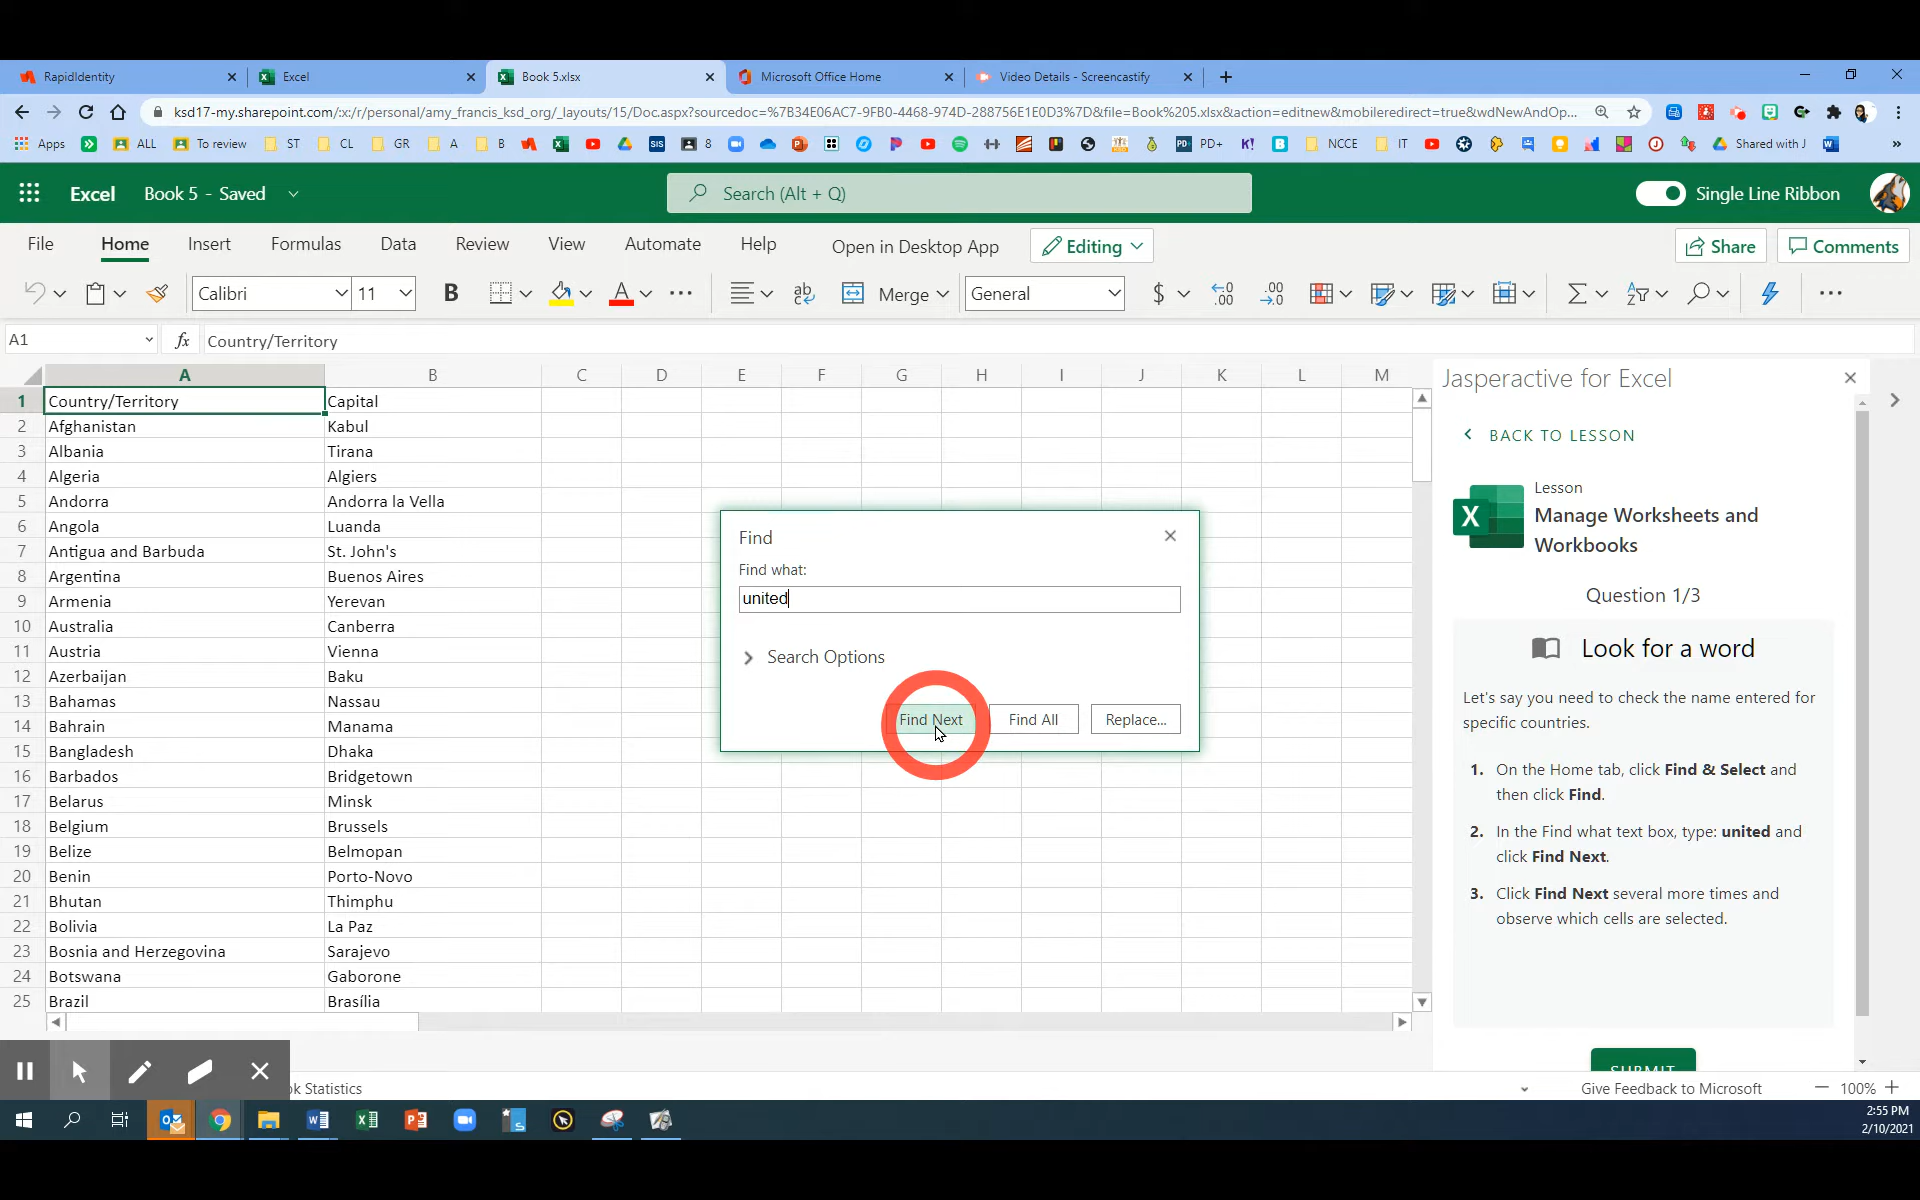 RapidIdentity
Excel
Book 5.xlsx
Microsoft Office Home
Video Details - Screencastify
ksd17-my.sharepoint.com/:x:/r/personal/amy_francis_ksd_org/_layouts/15/Doc.aspx?sourcedoc=%7B34E06AC7-9FB0-4468-974D-288756E1E0D3%7D&file=Book%205.xlsx&action=editnew&mobileredirect=true&wdNewAndOp...
Apps ALL To review ST CL GR A B SIS 8 PD PD+ K! B NCCE IT Shared with J »
Excel Book 5 - Saved Search (Alt + Q) Single Line Ribbon
File Home Insert Formulas Data Review View Automate Help Open in Desktop App Editing Share Comments
Calibri 11 B A ab Merge General $ .00 .00
A1 fx Country/Territory
A B C D E F G H I J K L M
1 Country/Territory Capital
2 Afghanistan Kabul
3 Albania Tirana
4 Algeria Algiers
5 Andorra Andorra la Vella
6 Angola Luanda
7 Antigua and Barbuda St. John's
8 Argentina Buenos Aires
9 Armenia Yerevan
10 Australia Canberra
11 Austria Vienna
12 Azerbaijan Baku
13 Bahamas Nassau
14 Bahrain Manama
15 Bangladesh Dhaka
16 Barbados Bridgetown
17 Belarus Minsk
18 Belgium Brussels
19 Belize Belmopan
20 Benin Porto-Novo
21 Bhutan Thimphu
22 Bolivia La Paz
23 Bosnia and Herzegovina Sarajevo
24 Botswana Gaborone
25 Brazil Brasília
Find
Find what:
united
Search Options
Find Next Find All Replace...
Jasperactive for Excel
BACK TO LESSON
Lesson
Manage Worksheets and
Workbooks
Question 1/3
Look for a word
Let's say you need to check the name entered for
specific countries.
1. On the Home tab, click Find & Select and
then click Find.
2. In the Find what text box, type: united and
click Find Next.
3. Click Find Next several more times and
observe which cells are selected.
SUBMIT
ok Statistics
Give Feedback to Microsoft 100%
2:55 PM
2/10/2021